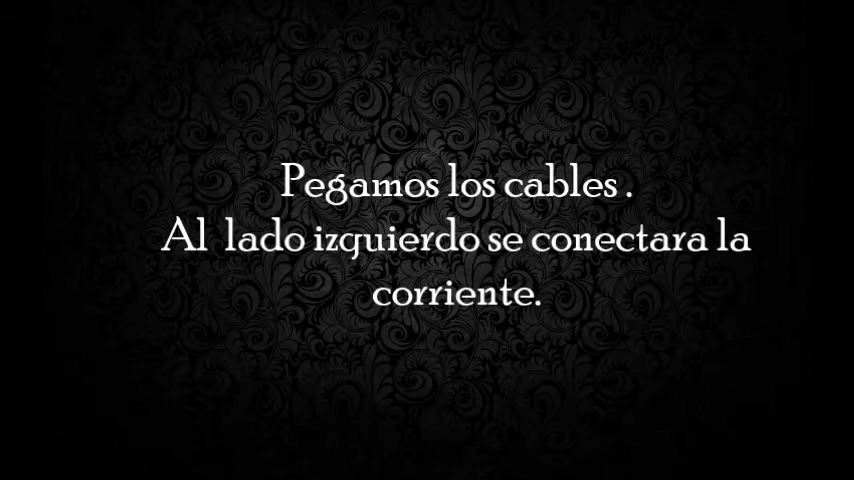 Pegamos los cables .
Al lado izquierdo se conectara la
corriente.